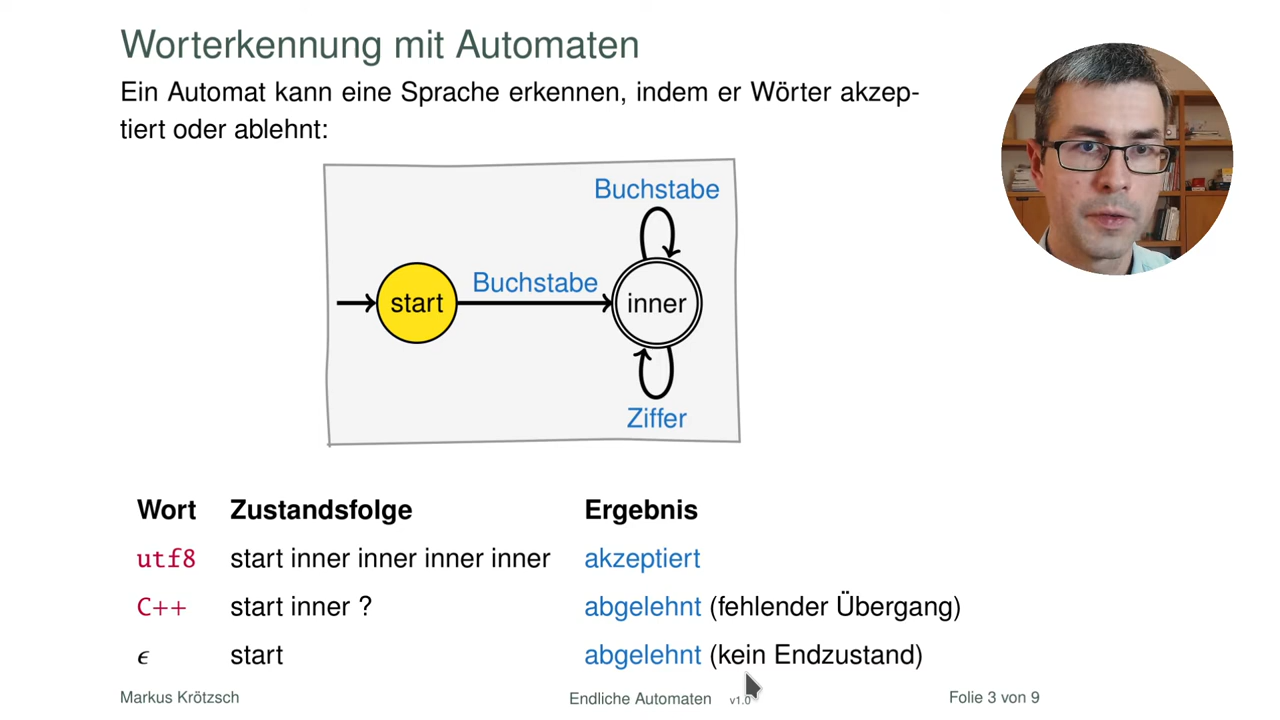 Worterkennung mit Automaten
Ein Automat kann eine Sprache erkennen, indem er Wörter akzep-
tiert oder ablehnt:
Buchstabe
Buchstabe
start
inner
Ziffer
Wort Zustandsfolge Ergebnis
utf8 start inner inner inner inner akzeptiert
C++ start inner ? abgelehnt (fehlender Übergang)
ϵ start abgelehnt (kein Endzustand)
Markus Krötzsch Endliche Automaten v1.0 Folie 3 von 9